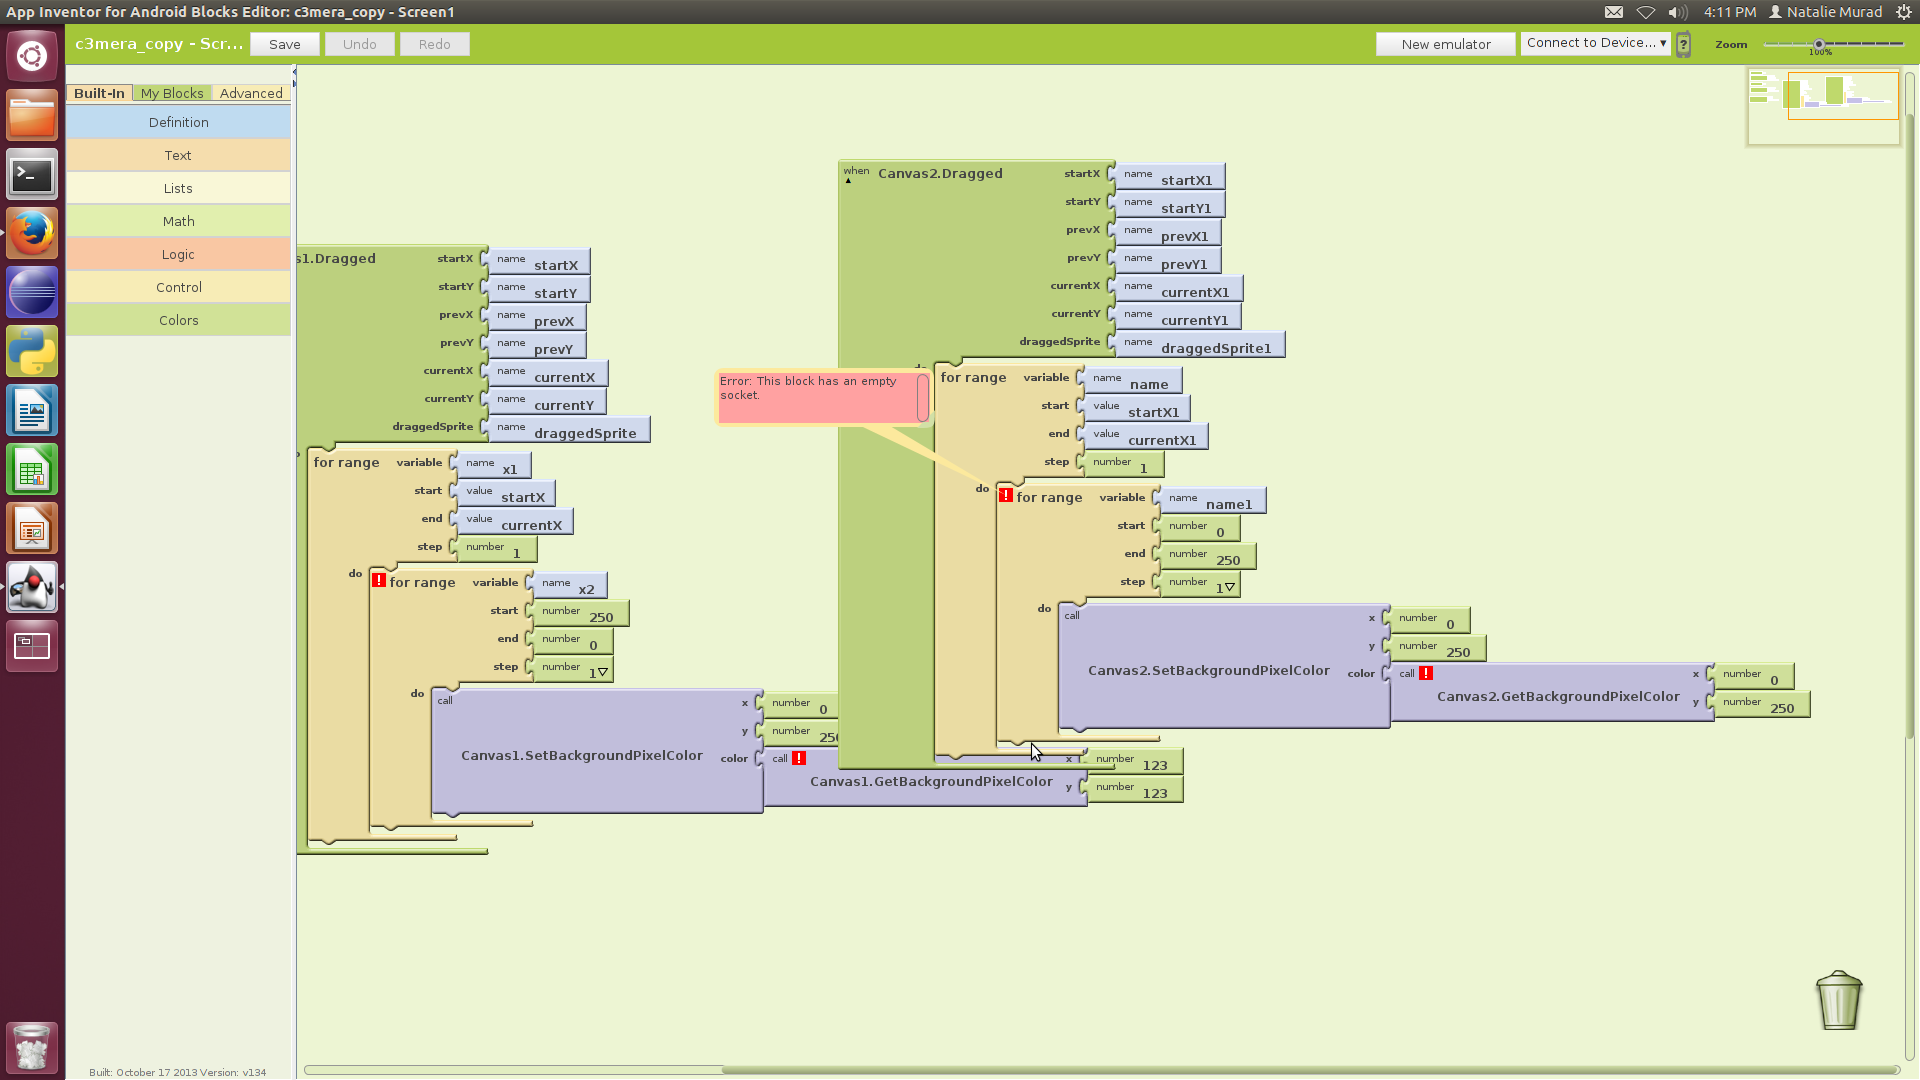 App Inventor for Android Blocks Editor: c3mera_copy - Screen1
4:11 PM Natalie Murad
c3mera_copy - Scr...
Save
Undo
Redo
New emulator
Connect to Device...
?
Zoom
100%
Built-In
My Blocks
Advanced
Definition
Text
Lists
Math
Logic
Control
Colors
Built: October 17 2013 Version: v134
s1.Dragged
startX name startX
startY name startY
prevX name prevX
prevY name prevY
currentX name currentX
currentY name currentY
draggedSprite name draggedSprite
for range variable name x1
start value startX
end value currentX
step number 1
do
! for range variable name x2
start number 250
end number 0
step number 1
do
call
Canvas1.SetBackgroundPixelColor
x number 0
y number 250
color call !
Canvas1.GetBackgroundPixelColor
x number 123
y number 123
when Canvas2.Dragged
startX name startX1
startY name startY1
prevX name prevX1
prevY name prevY1
currentX name currentX1
currentY name currentY1
draggedSprite name draggedSprite1
Error: This block has an empty
socket.
for range variable name name
start value startX1
end value currentX1
step number 1
do
! for range variable name name1
start number 0
end number 250
step number 1
do
call
Canvas2.SetBackgroundPixelColor
x number 0
y number 250
color call !
Canvas2.GetBackgroundPixelColor
x number 0
y number 250